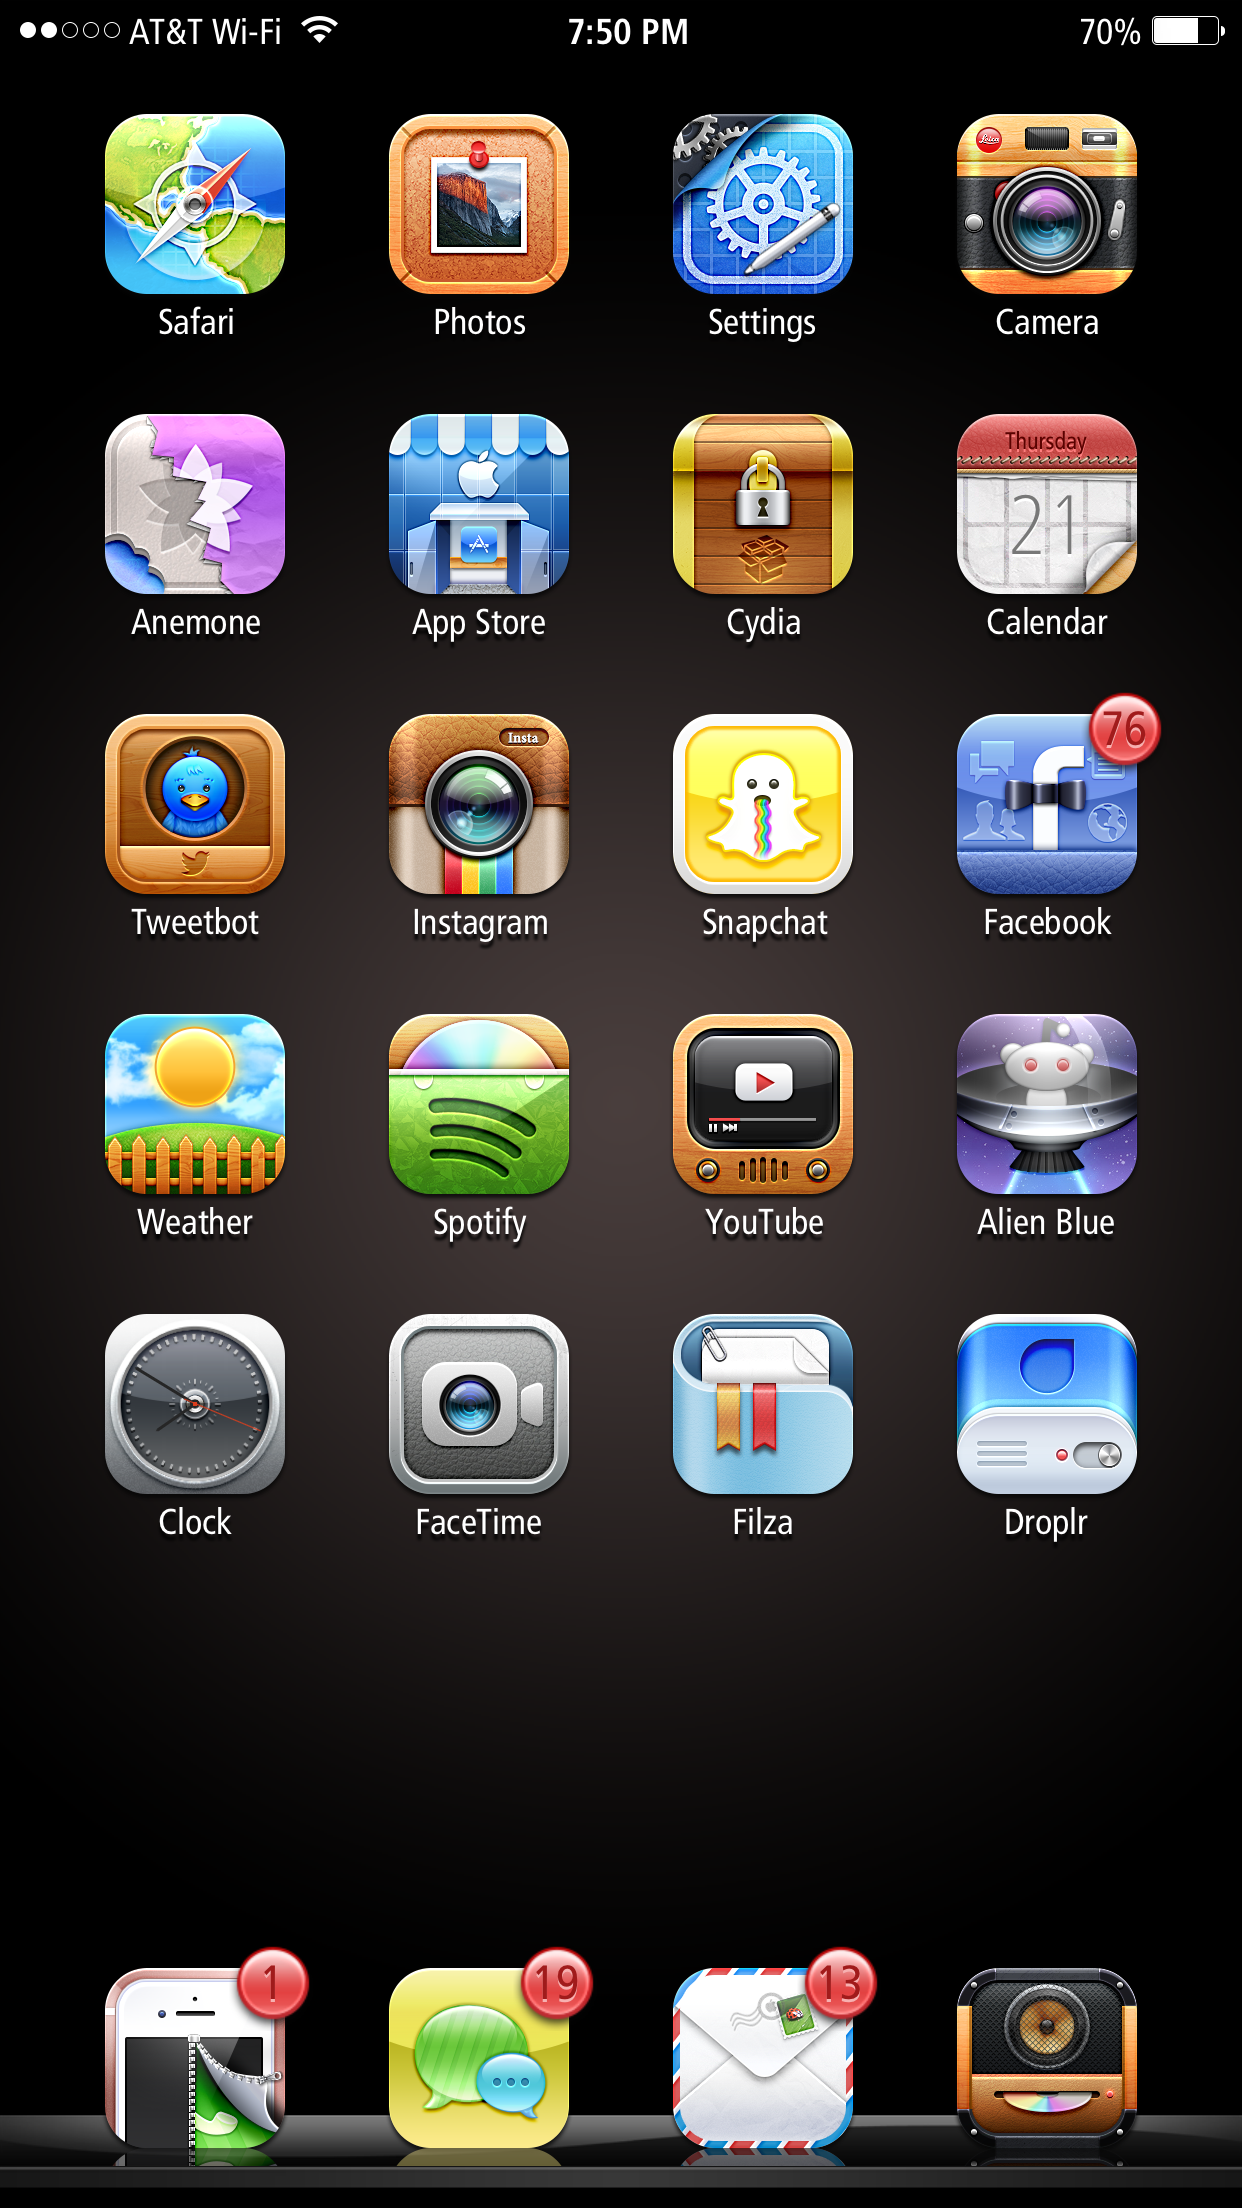 AT&T Wi-Fi 7:50 PM 70%
Leica
Safari Photos Settings Camera
Thursday
21
Anemone App Store Cydia Calendar
76
Insta
Tweetbot Instagram Snapchat Facebook
Weather Spotify YouTube Alien Blue
Clock FaceTime Filza Droplr
1 19 13